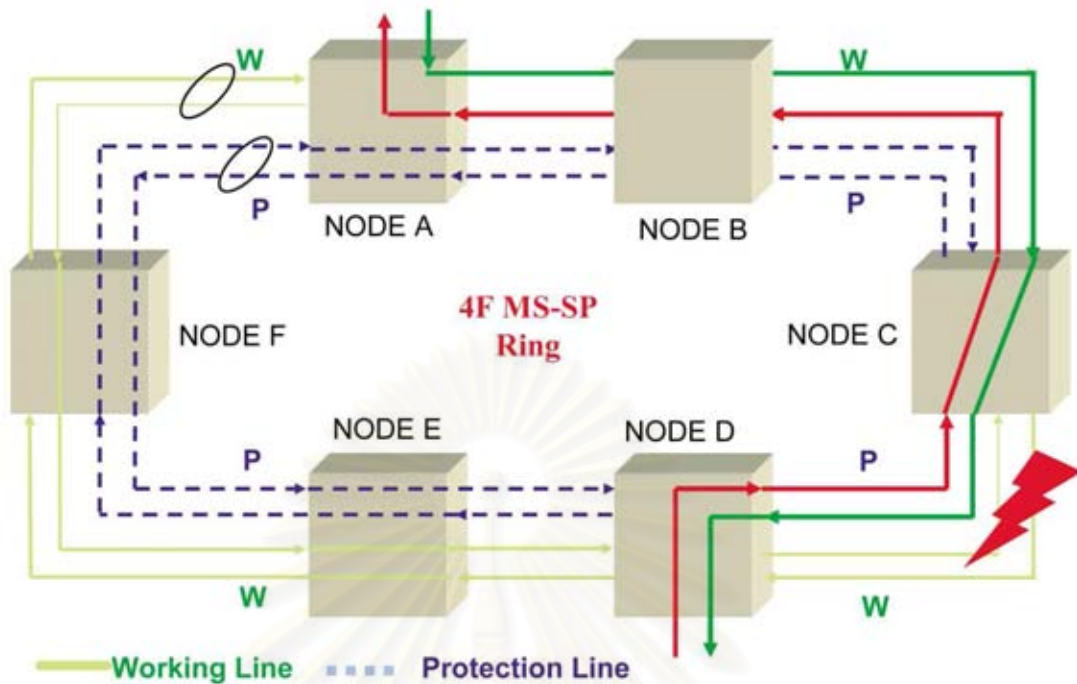 W
W
P
P
NODE A
NODE B
4F MS-SP
Ring
NODE F
NODE C
NODE E
NODE D
P
P
W
W
Working Line
Protection Line